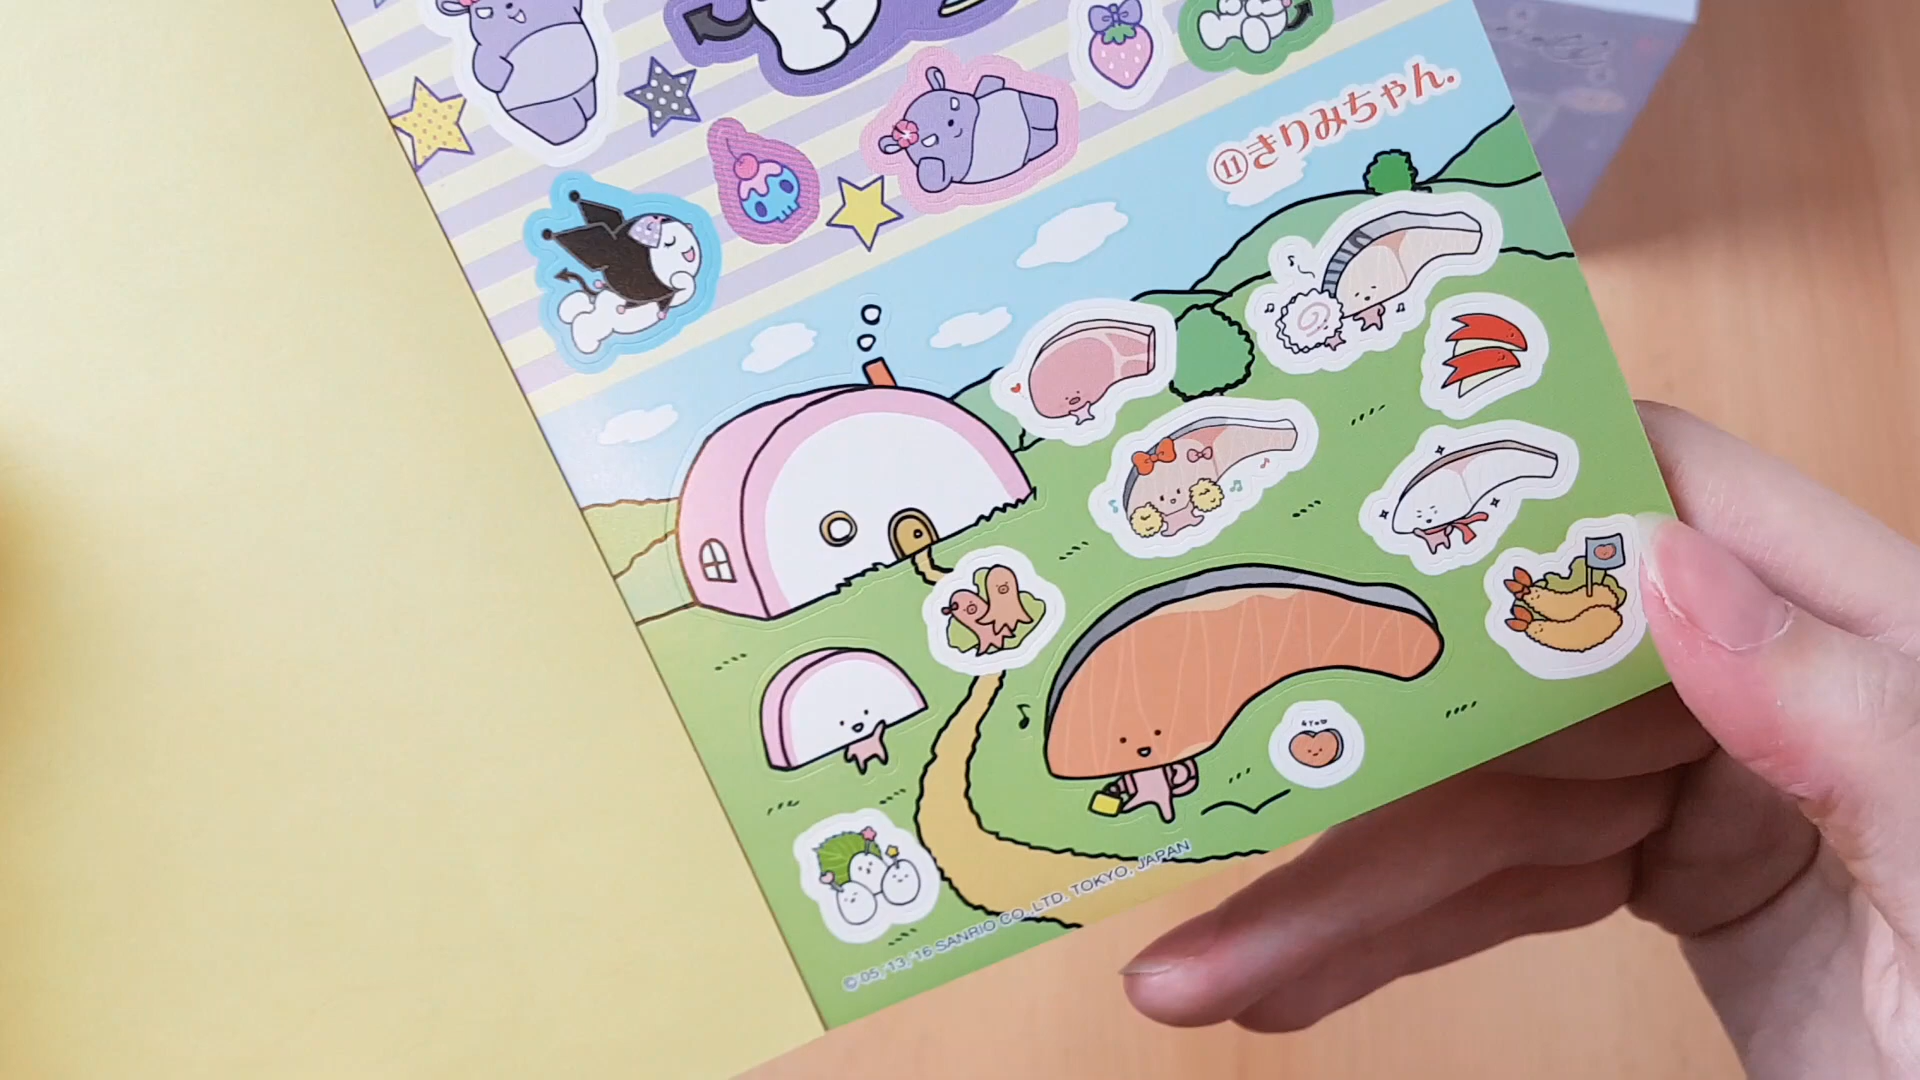 ⑪きりみちゃん.
© '05, '13, '16 SANRIO CO., LTD. TOKYO, JAPAN